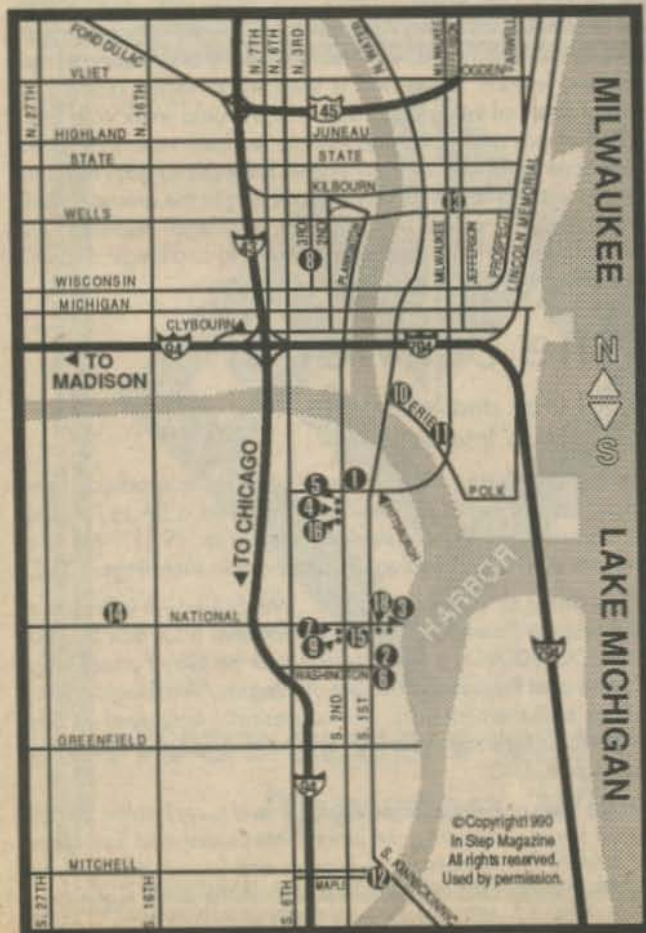 MILWAUKEE N S LAKE MICHIGAN
FOND DU LAC
N. 7TH
N. 6TH
N. 3RD
N. WATER
MILWAUKEE
JEFFERSON
FARWELL
VLIET
OGDEN
N. 27TH
N. 16TH
145
HIGHLAND
JUNEAU
STATE
STATE
KILBOURN
WELLS
13
3RD
2ND
8
PLANKINTON
MILWAUKEE
JEFFERSON
PROSPECT
LINCOLN MEMORIAL
WISCONSIN
MICHIGAN
CLYBOURN
94
794
TO
MADISON
10
ERIE
11
TO CHICAGO
5
1
4
16
PITTSBURGH
POLK
HARBOR
794
14
NATIONAL
18
3
7
15
9
2
WASHINGTON
6
S. 2ND
S. 1ST
GREENFIELD
94
MITCHELL
MAPLE
12
S. KINNICKINNIC
S. 27TH
S. 16TH
S. 6TH
©Copyright1990
In Step Magazine
All rights reserved.
Used by permission.